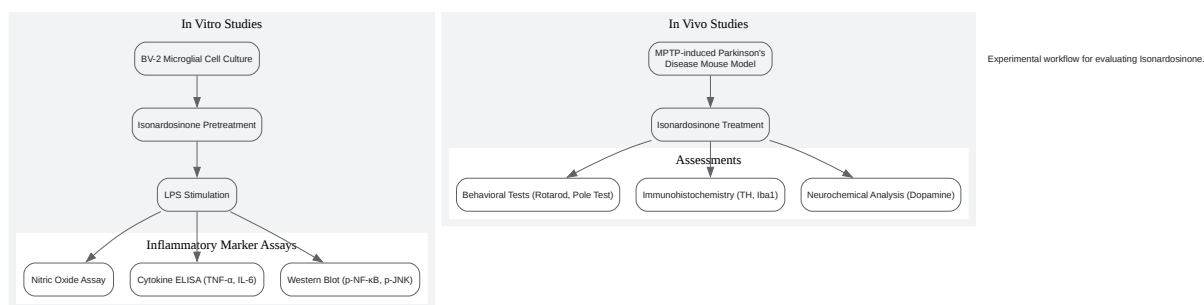 In Vitro Studies
BV-2 Microglial Cell Culture
Isonardosinone Pretreatment
LPS Stimulation
Inflammatory Marker Assays
Nitric Oxide Assay
Cytokine ELISA (TNF-α, IL-6)
Western Blot (p-NF-κB, p-JNK)
In Vivo Studies
MPTP-induced Parkinson's
Disease Mouse Model
Isonardosinone Treatment
Assessments
Behavioral Tests (Rotarod, Pole Test)
Immunohistochemistry (TH, Iba1)
Neurochemical Analysis (Dopamine)
Experimental workflow for evaluating Isonardosinone.